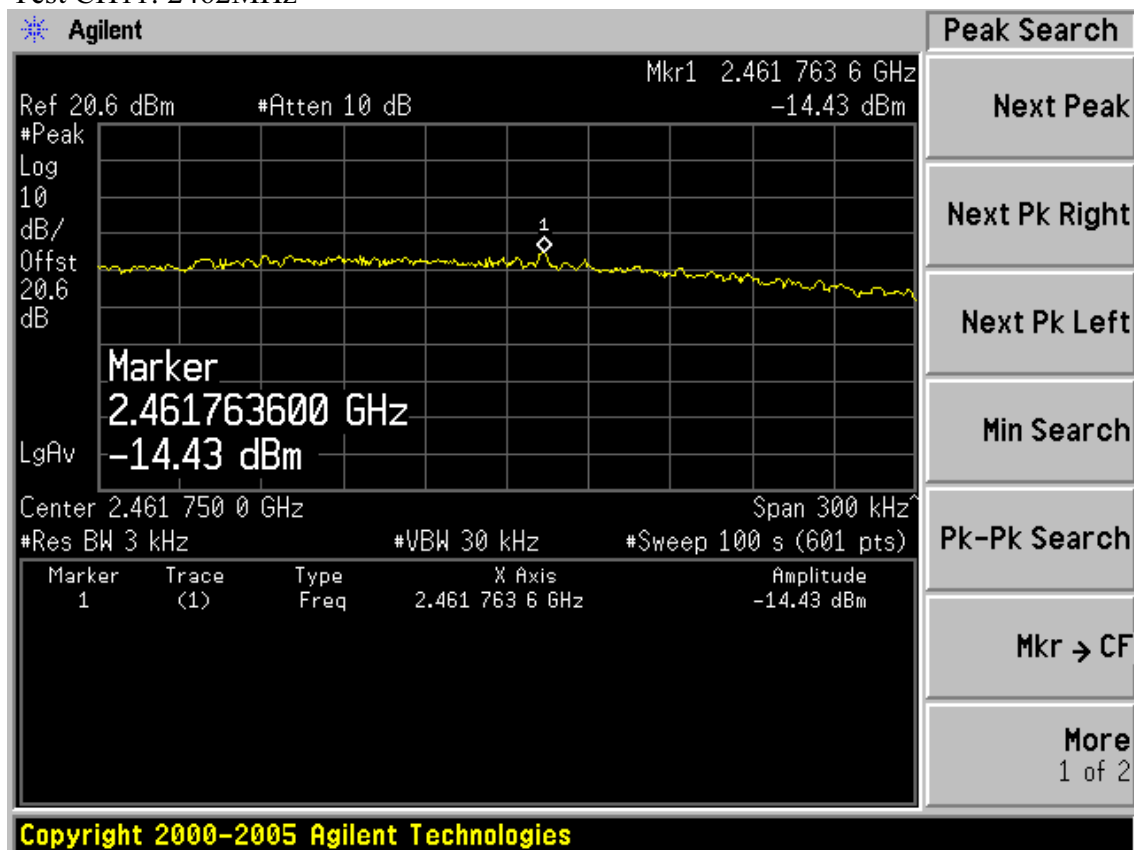 Test CH11: 2462MHz
Agilent
Peak Search
Mkr1 2.461 763 6 GHz
Ref 20.6 dBm #Atten 10 dB -14.43 dBm
#Peak
Log
10
dB/
Offst
20.6
dB
1
Marker
2.461763600 GHz
-14.43 dBm
LgAv
Center 2.461 750 0 GHz Span 300 kHz^
#Res BW 3 kHz #VBW 30 kHz #Sweep 100 s (601 pts)
Marker Trace Type X Axis Amplitude
1 (1) Freq 2.461 763 6 GHz -14.43 dBm
Next Peak
Next Pk Right
Next Pk Left
Min Search
Pk-Pk Search
Mkr → CF
More
1 of 2
Copyright 2000-2005 Agilent Technologies